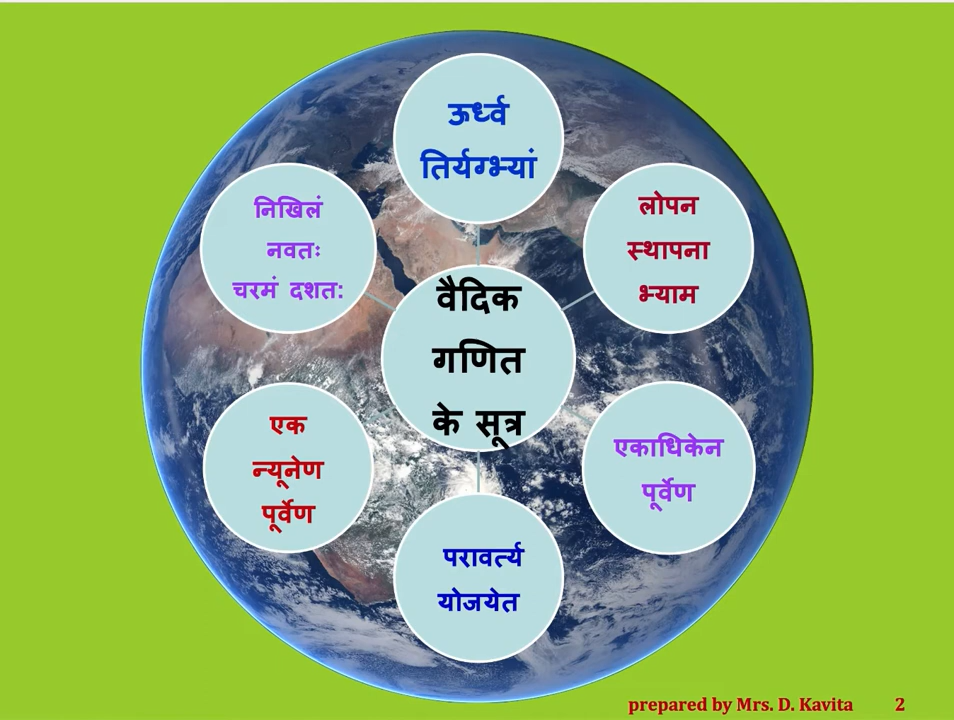 ऊर्ध्व
तिर्यग्भ्यां
लोपन
स्थापना
भ्याम
एकाधिकेन
पूर्वेण
परावर्त्य
योजयेत
एक
न्यूनेण
पूर्वेण
निखिलं
नवतः
चरमं दशत:
वैदिक
गणित
के सूत्र
prepared by Mrs. D. Kavita 2